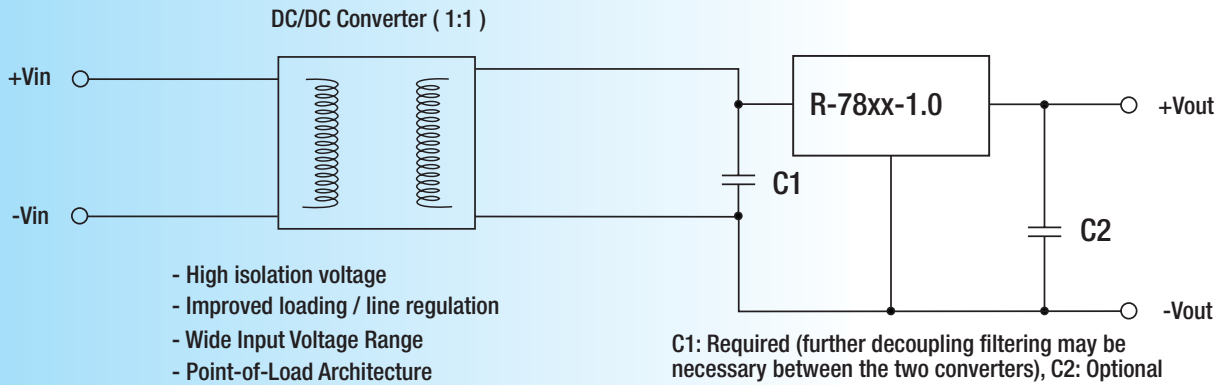 DC/DC Converter ( 1:1 )
+Vin
R-78xx-1.0
+Vout
C1
-Vin
C2
- High isolation voltage
- Improved loading / line regulation
- Wide Input Voltage Range
- Point-of-Load Architecture
-Vout
C1: Required (further decoupling filtering may be
necessary between the two converters), C2: Optional